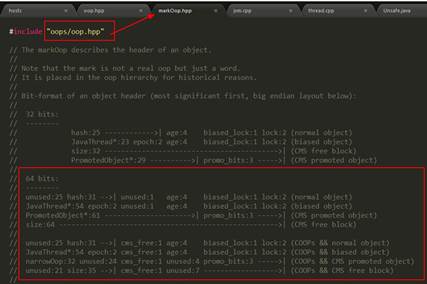 hosts × oop.hpp × markOop.hpp × jvm.cpp × thread.cpp × Unsafe.java
#include "oops/oop.hpp"
// The markOop describes the header of an object.
//
// Note that the mark is not a real oop but just a word.
// It is placed in the oop hierarchy for historical reasons.
//
// Bit-format of an object header (most significant first, big endian layout below):
//
// 32 bits:
// --------
// hash:25 ------------>| age:4 biased_lock:1 lock:2 (normal object)
// JavaThread*:23 epoch:2 age:4 biased_lock:1 lock:2 (biased object)
// size:32 ------------------------------------------>| (CMS free block)
// PromotedObject*:29 ---------->| promo_bits:3 ----->| (CMS promoted object)
//
// 64 bits:
// --------
// unused:25 hash:31 -->| unused:1 age:4 biased_lock:1 lock:2 (normal object)
// JavaThread*:54 epoch:2 unused:1 age:4 biased_lock:1 lock:2 (biased object)
// PromotedObject*:61 --------------------->| promo_bits:3 ----->| (CMS promoted object)
// size:64 ----------------------------------------------------->| (CMS free block)
//
// unused:25 hash:31 -->| cms_free:1 age:4 biased_lock:1 lock:2 (COOPs && normal object)
// JavaThread*:54 epoch:2 cms_free:1 age:4 biased_lock:1 lock:2 (COOPs && biased object)
// narrowOop:32 unused:24 cms_free:1 unused:4 promo_bits:3 ----->| (COOPs && CMS promoted object)
// unused:21 size:35 -->| cms_free:1 unused:7 ------------------>| (COOPs && CMS free block)